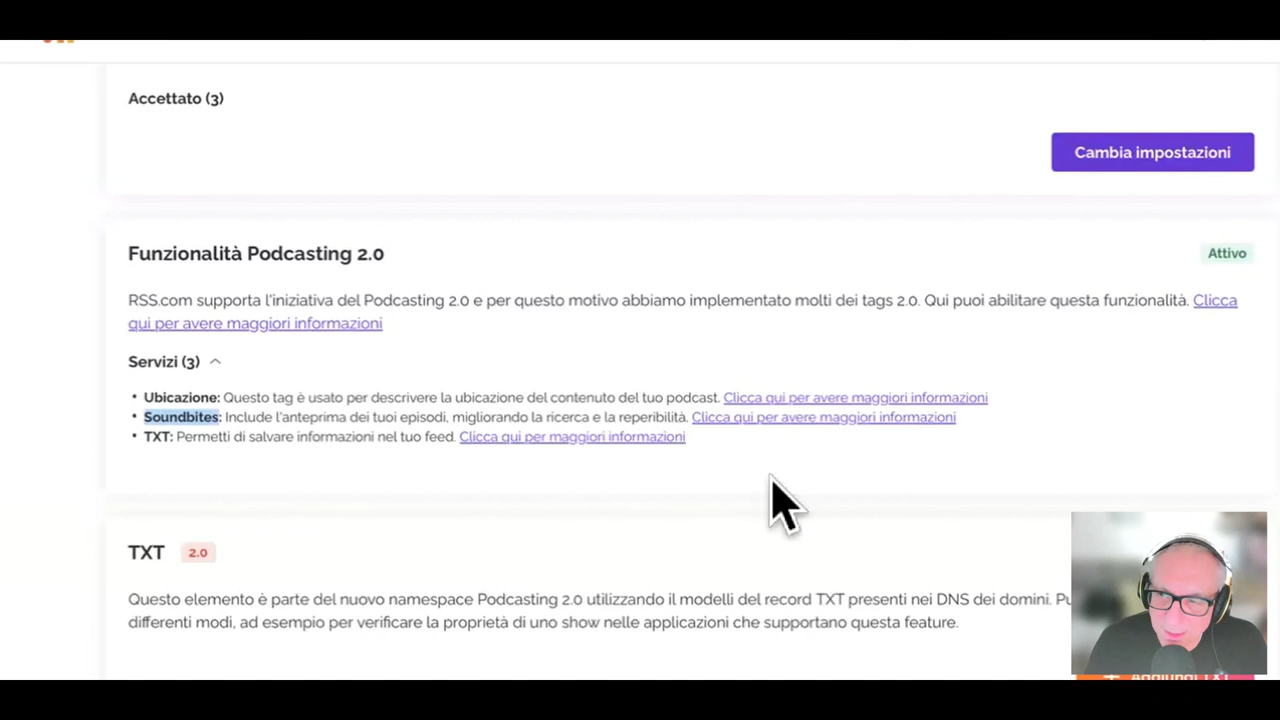 Accettato (3)
Cambia impostazioni
Funzionalità Podcasting 2.0
Attivo
RSS.com supporta l'iniziativa del Podcasting 2.0 e per questo motivo abbiamo implementato molti dei tags 2.0. Qui puoi abilitare questa funzionalità. Clicca
qui per avere maggiori informazioni
Servizi (3)
• Ubicazione: Questo tag è usato per descrivere la ubicazione del contenuto del tuo podcast. Clicca qui per avere maggiori informazioni
• Soundbites: Include l'anteprima dei tuoi episodi, migliorando la ricerca e la reperibilità. Clicca qui per avere maggiori informazioni
• TXT: Permetti di salvare informazioni nel tuo feed. Clicca qui per maggiori informazioni
TXT 2.0
Questo elemento è parte del nuovo namespace Podcasting 2.0 utilizzando il modelli del record TXT presenti nei DNS dei domini.
differenti modi, ad esempio per verificare la proprietà di uno show nelle applicazioni che supportano questa feature.
Aggiungi TXT